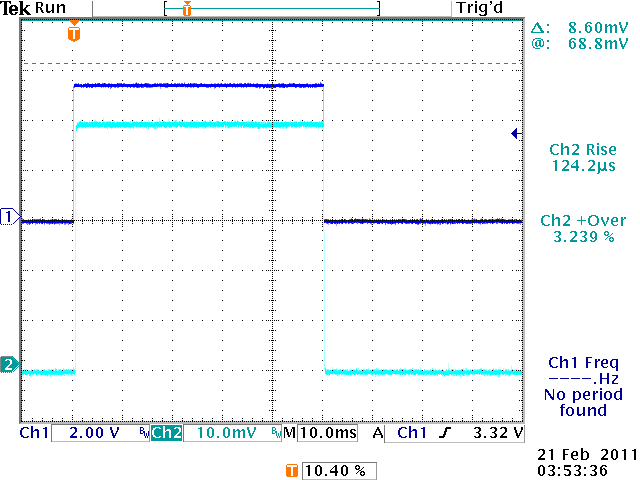 Tek Run Trig'd
T
T
Δ: 8.60mV
@: 68.8mV
Ch2 Rise
124.2µs
1
Ch2 +Over
3.239 %
2
Ch1 Freq
----.Hz
No period
found
Ch1 2.00 V BW Ch2 10.0mV BW M 10.0ms A Ch1 3.32 V
T 10.40 %
21 Feb 2011
03:53:36